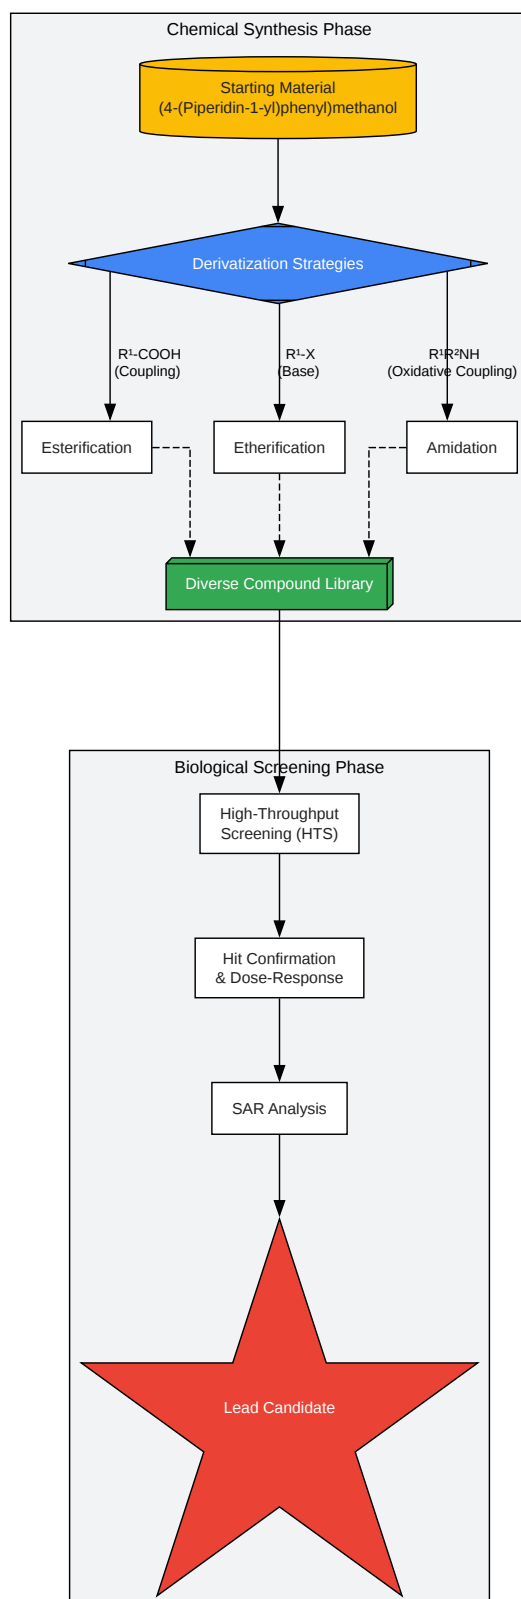 Chemical Synthesis Phase
Starting Material
(4-(Piperidin-1-yl)phenyl)methanol
Derivatization Strategies
R¹-COOH
(Coupling)
R¹-X
(Base)
R¹R²NH
(Oxidative Coupling)
Esterification
Etherification
Amidation
Diverse Compound Library
Biological Screening Phase
High-Throughput
Screening (HTS)
Hit Confirmation
& Dose-Response
SAR Analysis
Lead Candidate